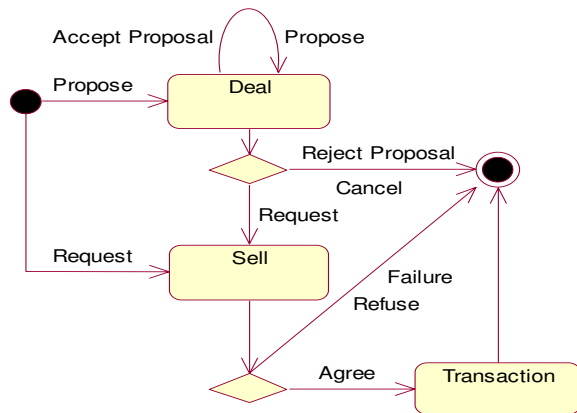 Accept Proposal
Propose
Propose
Deal
Reject Proposal
Cancel
Request
Request
Sell
Failure
Refuse
Agree
Transaction